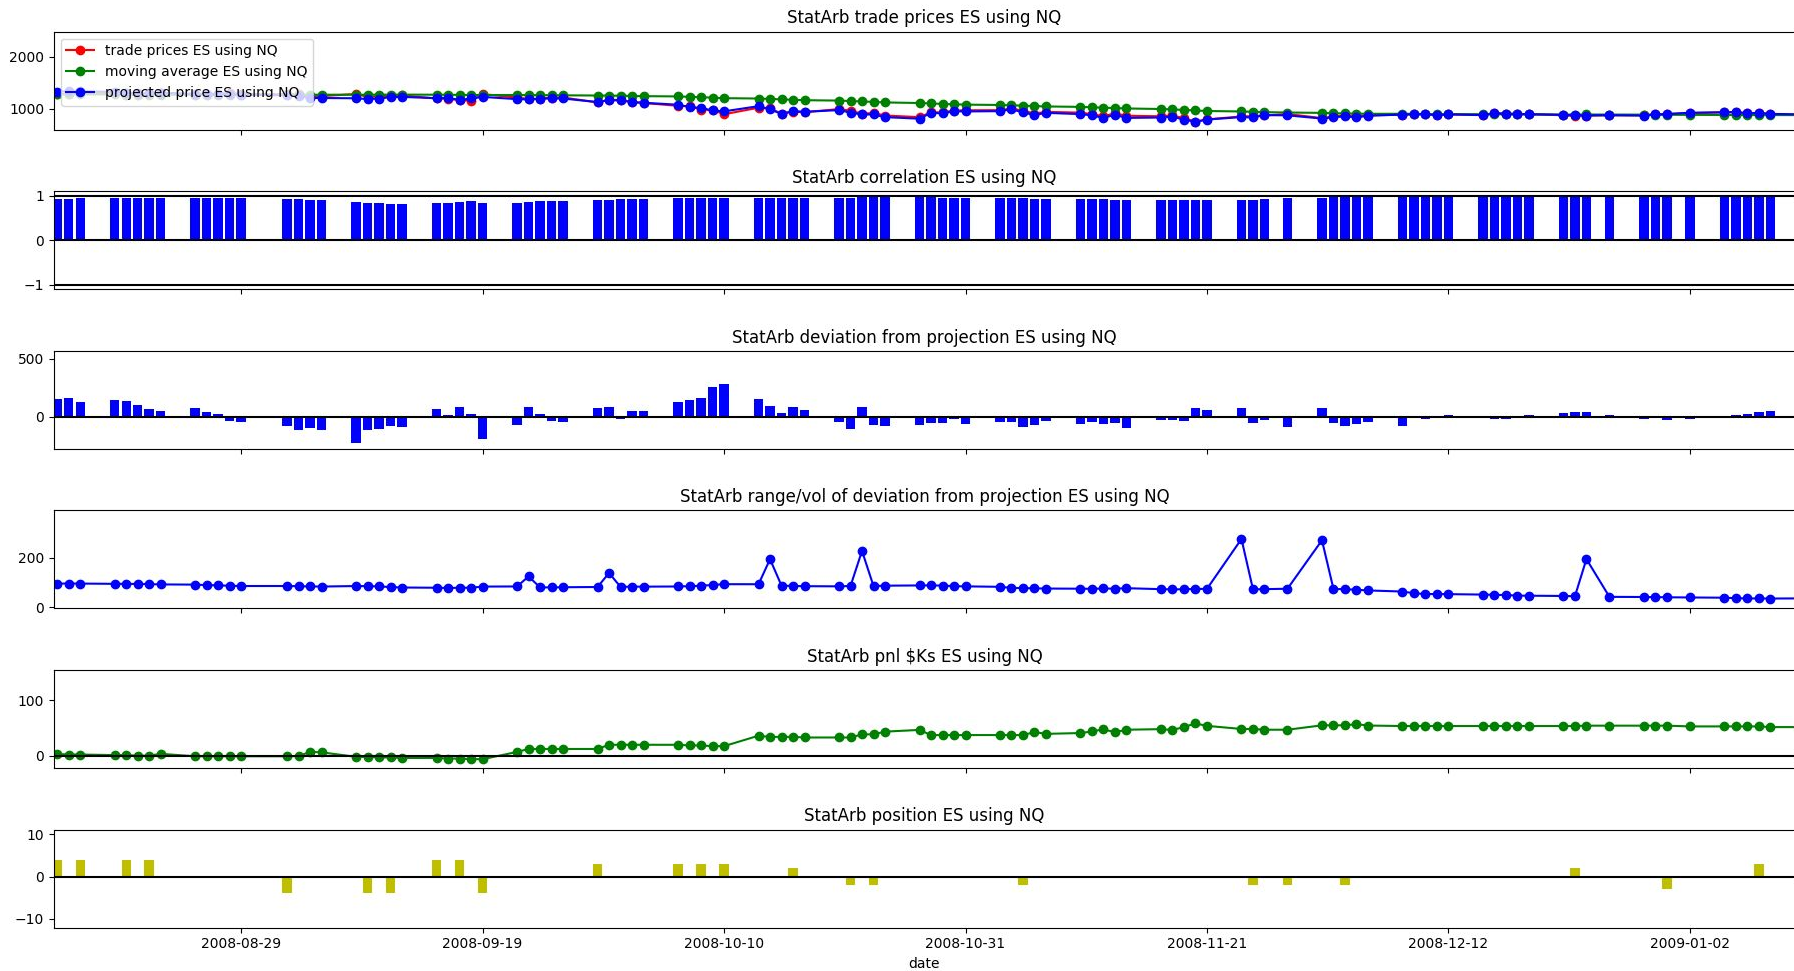 StatArb trade prices ES using NQ
trade prices ES using NQ
moving average ES using NQ
projected price ES using NQ
2000
1000
StatArb correlation ES using NQ
1
0
−1
StatArb deviation from projection ES using NQ
500
0
StatArb range/vol of deviation from projection ES using NQ
200
0
StatArb pnl $Ks ES using NQ
100
0
StatArb position ES using NQ
10
0
−10
2008-08-29 2008-09-19 2008-10-10 2008-10-31 2008-11-21 2008-12-12 2009-01-02
date